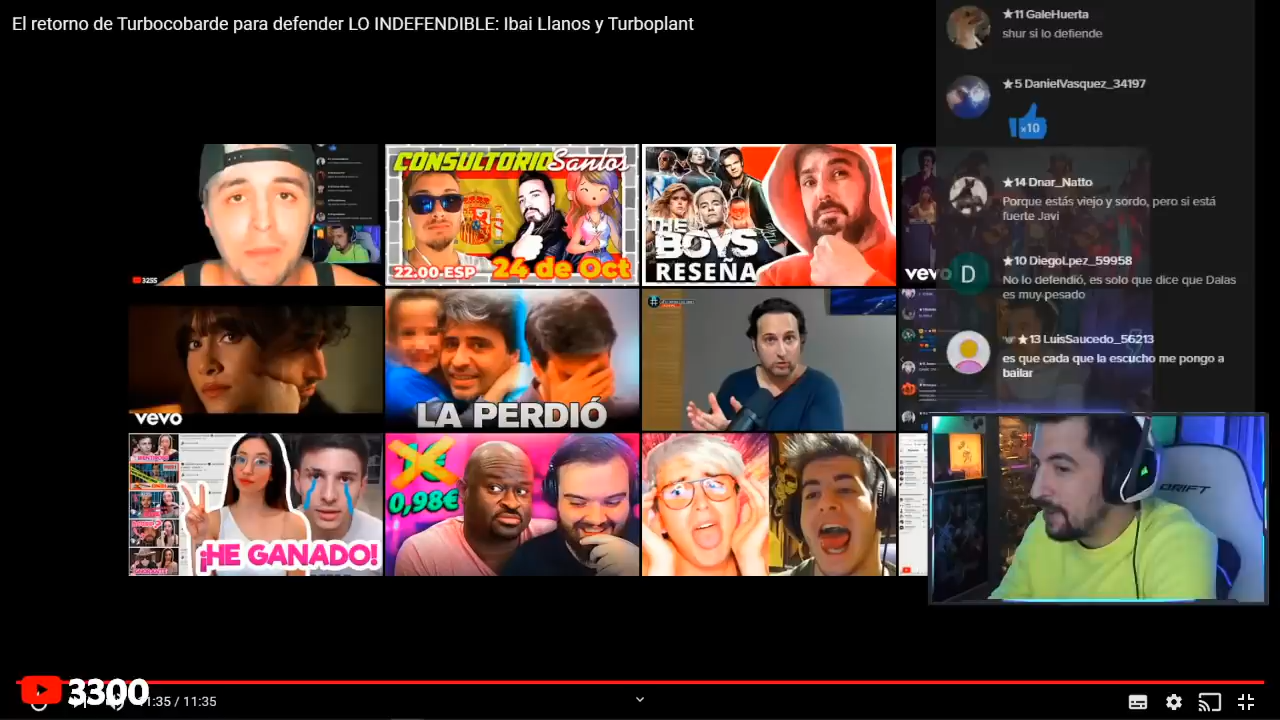 El retorno de Turbocobarde para defender LO INDEFENDIBLE: Ibai Llanos y Turboplant
★11 GaleHuerta
shur si lo defiende
★5 DanielVasquez_34197
×10
★14 Dnar_Natto
Porque estás viejo y sordo, pero si está
fuerte Javi
D
★10 DiegoLpez_59958
No lo defendió, es solo que dice que Dalas
es muy pesado
★13 LuisSaucedo_56213
es que cada que la escucho me pongo a
bailar
3255
CONSULTORIO Santos
22.00-ESP 24 de Oct
THE
BOYS
RESEÑA
vevo
vevo
LA PERDIÓ
¡HE GANADO!
0,98€
DRIFT
3300
11:35 / 11:35